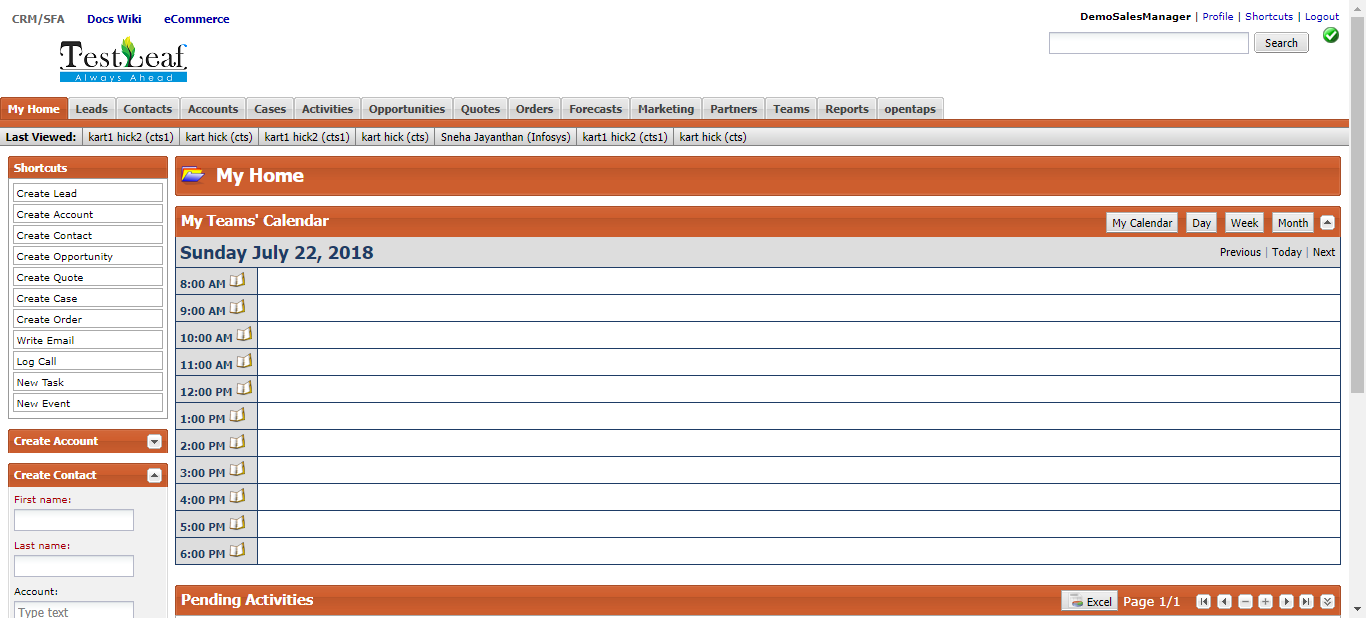 CRM/SFA Docs Wiki eCommerce
DemoSalesManager | Profile | Shortcuts | Logout
Search
TestLeaf
Always Ahead
My Home Leads Contacts Accounts Cases Activities Opportunities Quotes Orders Forecasts Marketing Partners Teams Reports opentaps
Last Viewed: kart1 hick2 (cts1) kart hick (cts) kart1 hick2 (cts1) kart hick (cts) Sneha Jayanthan (Infosys) kart1 hick2 (cts1) kart hick (cts)
Shortcuts
Create Lead
Create Account
Create Contact
Create Opportunity
Create Quote
Create Case
Create Order
Write Email
Log Call
New Task
New Event
Create Account
Create Contact
First name:
Last name:
Account:
Type text
My Home
My Teams' Calendar My Calendar Day Week Month
Sunday July 22, 2018 Previous | Today | Next
8:00 AM
9:00 AM
10:00 AM
11:00 AM
12:00 PM
1:00 PM
2:00 PM
3:00 PM
4:00 PM
5:00 PM
6:00 PM
Pending Activities Excel Page 1/1